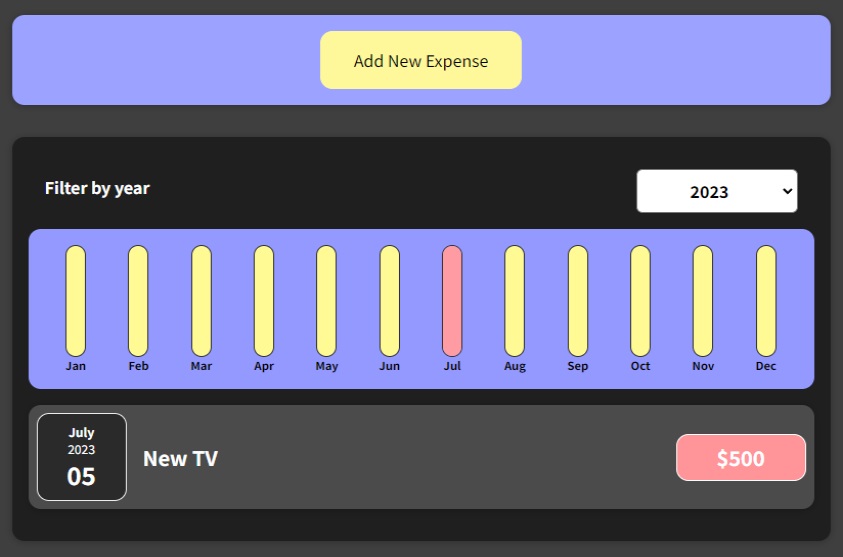 Add New Expense
Filter by year
2023
Jan Feb Mar Apr May Jun Jul Aug Sep Oct Nov Dec
July
2023
05
New TV
$500